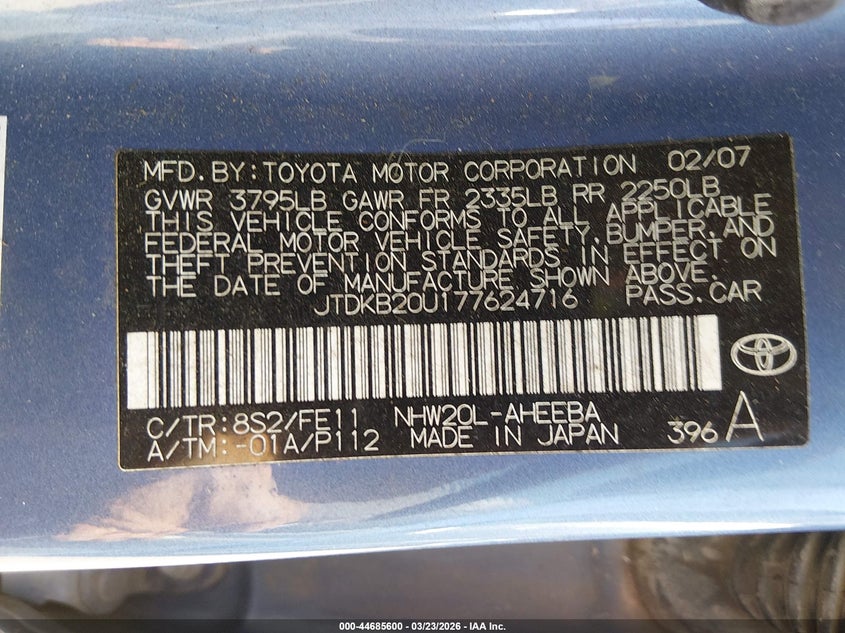 MFD.BY:TOYOTA MOTOR CORPORATION 02/07
GVWR 3795LB GAWR FR 2335LB RR 2250LB
THIS VEHICLE CONFORMS TO ALL APPLICABLE
FEDERAL MOTOR VEHICLE SAFETY,BUMPER,AND
THEFT PREVENTION STANDARDS IN EFFECT ON
THE DATE OF MANUFACTURE SHOWN ABOVE.
JTDKB20U177624716 PASS.CAR
C/TR:8S2/FE11 NHW20L-AHEEBA
A/TM:-01A/P112 MADE IN JAPAN 396 A
000-44685600 - 03/23/2026 - IAA Inc.